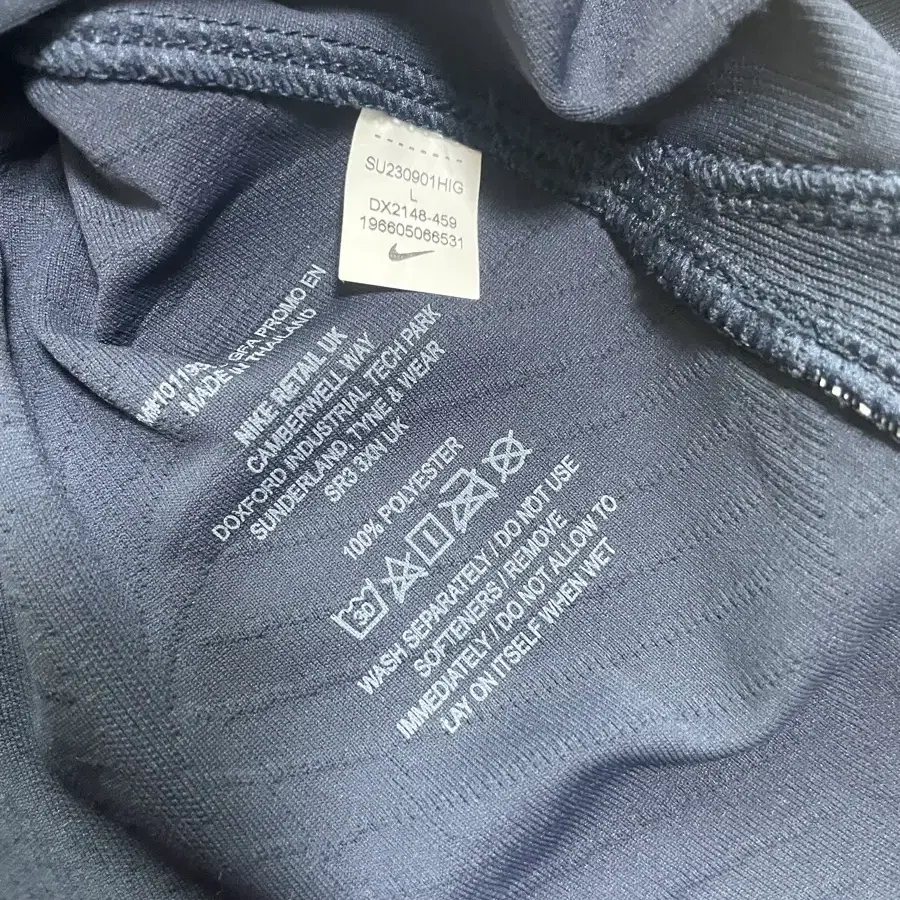 SU230901HIG
L
DX2148-459
196605066531
GFA PROMO EN
MADE IN THAILAND
NIKE RETAIL UK
CAMBERWELL WAY
DOXFORD INDUSTRIAL TECH PARK
SUNDERLAND, TYNE & WEAR
SR3 3XN UK
100% POLYESTER
30
WASH SEPARATELY / DO NOT USE
SOFTENERS / REMOVE
IMMEDIATELY / DO NOT ALLOW TO
LAY ON ITSELF WHEN WET